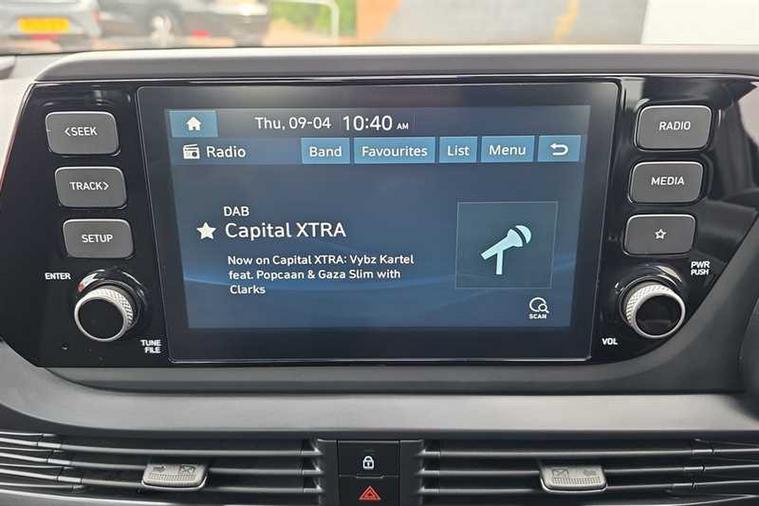 <SEEK
TRACK>
SETUP
ENTER
TUNE
FILE
Thu, 09-04 10:40 AM
Radio Band Favourites List Menu
DAB
Capital XTRA
Now on Capital XTRA: Vybz Kartel
feat. Popcaan & Gaza Slim with
Clarks
SCAN
RADIO
MEDIA
PWR
PUSH
VOL